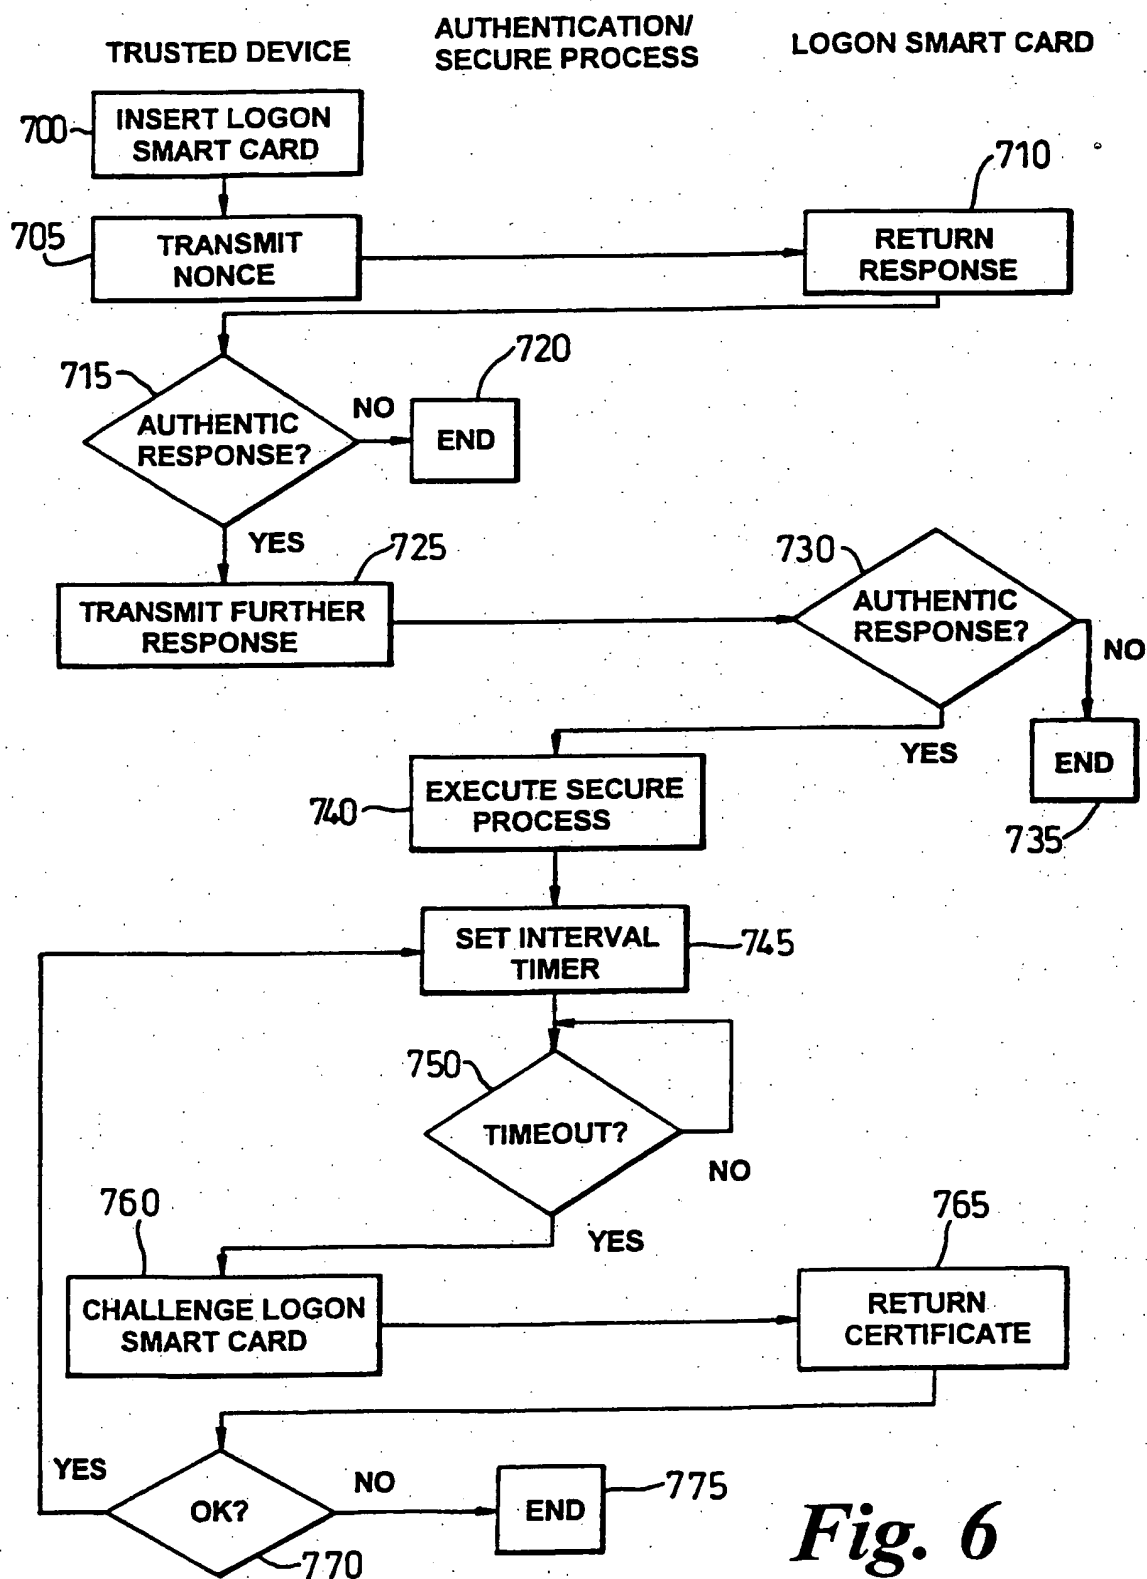 TRUSTED DEVICE
AUTHENTICATION/
SECURE PROCESS
LOGON SMART CARD
700
INSERT LOGON
SMART CARD
710
705
TRANSMIT
NONCE
RETURN
RESPONSE
715
720
AUTHENTIC
RESPONSE?
NO
END
YES
725
730
TRANSMIT FURTHER
RESPONSE
AUTHENTIC
RESPONSE?
NO
YES
END
735
740
EXECUTE SECURE
PROCESS
SET INTERVAL
TIMER
745
750
TIMEOUT?
NO
YES
760
765
CHALLENGE LOGON
SMART CARD
RETURN
CERTIFICATE
YES
OK?
NO
END
775
770
Fig. 6